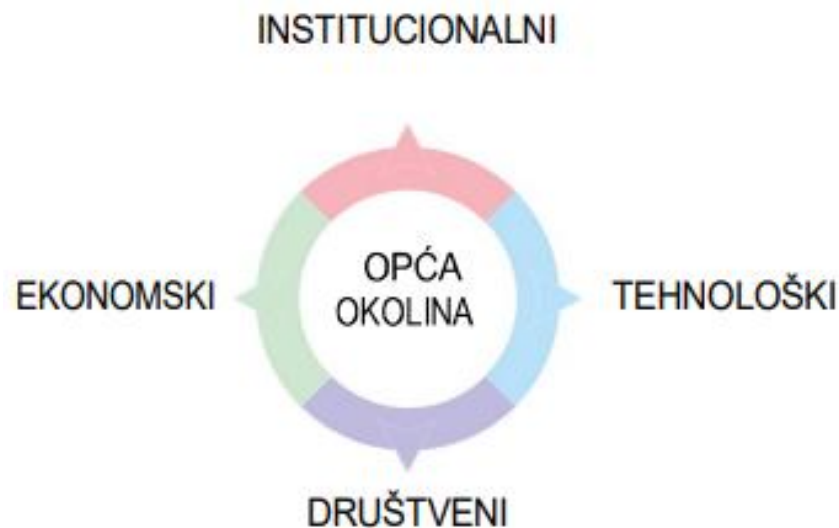 INSTITUCIONALNI
OPĆA
OKOLINA
EKONOMSKI
TEHNOLOŠKI
DRUŠTVENI